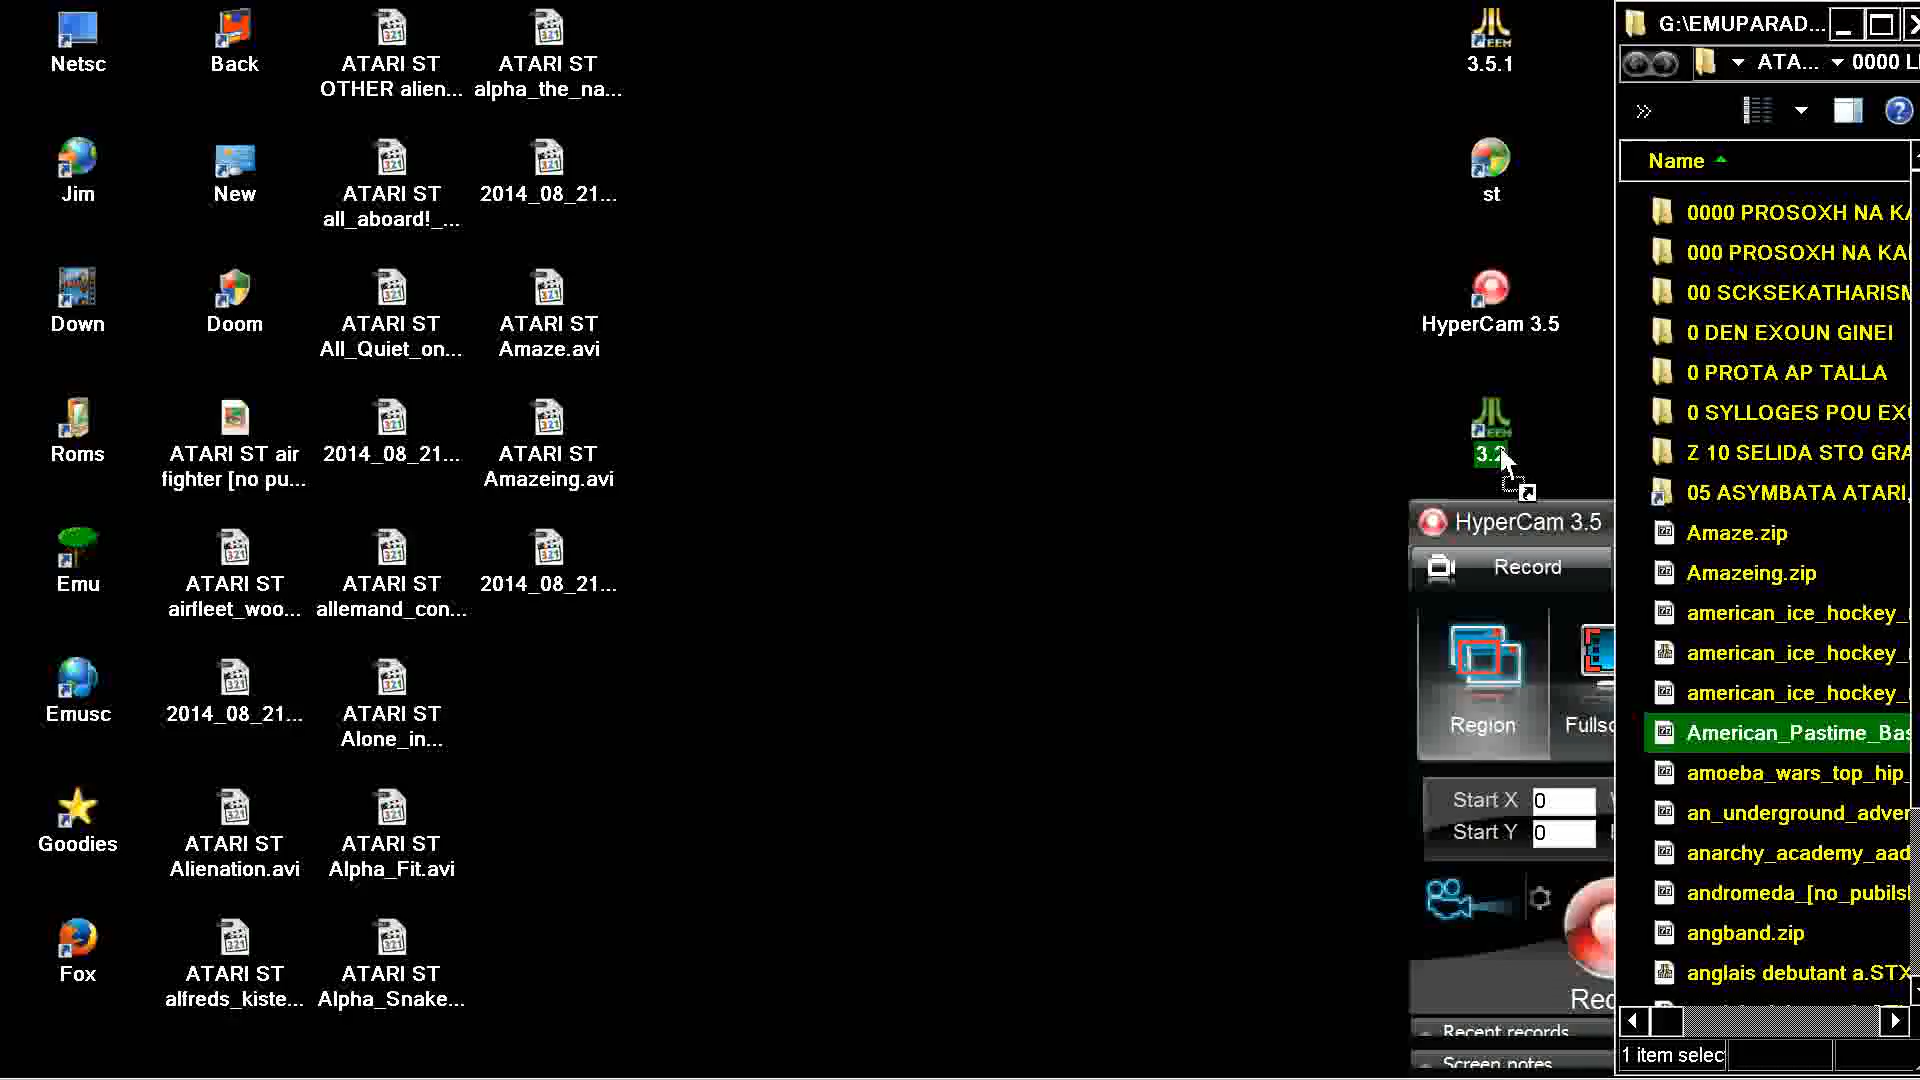 Netsc
Back
ATARI ST
OTHER alien...
ATARI ST
alpha_the_na...
Jim
New
ATARI ST
all_aboard!_...
2014_08_21...
Down
Doom
ATARI ST
All_Quiet_on...
ATARI ST
Amaze.avi
Roms
ATARI ST air
fighter [no pu...
2014_08_21...
ATARI ST
Amazeing.avi
Emu
ATARI ST
airfleet_woo...
ATARI ST
allemand_con...
2014_08_21...
Emusc
2014_08_21...
ATARI ST
Alone_in...
Goodies
ATARI ST
Alienation.avi
ATARI ST
Alpha_Fit.avi
Fox
ATARI ST
alfreds_kiste...
ATARI ST
Alpha_Snake...
3.5.1
st
HyperCam 3.5
3.2
HyperCam 3.5
Record
Region
Start X 0
Start Y 0
Rec
Recent records
Screen notes
G:\EMUPARAD...
ATA... 0000
Name
0000 PROSOXH NA
000 PROSOXH NA
00 SCKSEKATHARISM
0 DEN EXOUN GINEI
0 PROTA AP TALLA
0 SYLLOGES POU
Z 10 SELIDA STO
05 ASYMBATA ATARI,
Amaze.zip
Amazeing.zip
american_ice_hockey_
american_ice_hockey_
american_ice_hockey_
American_Pastime_Bas
amoeba_wars_top_hip_
an_underground_adver
anarchy_academy_aad
andromeda_[no_pubils
angband.zip
anglais debutant a.STX
1 item selec